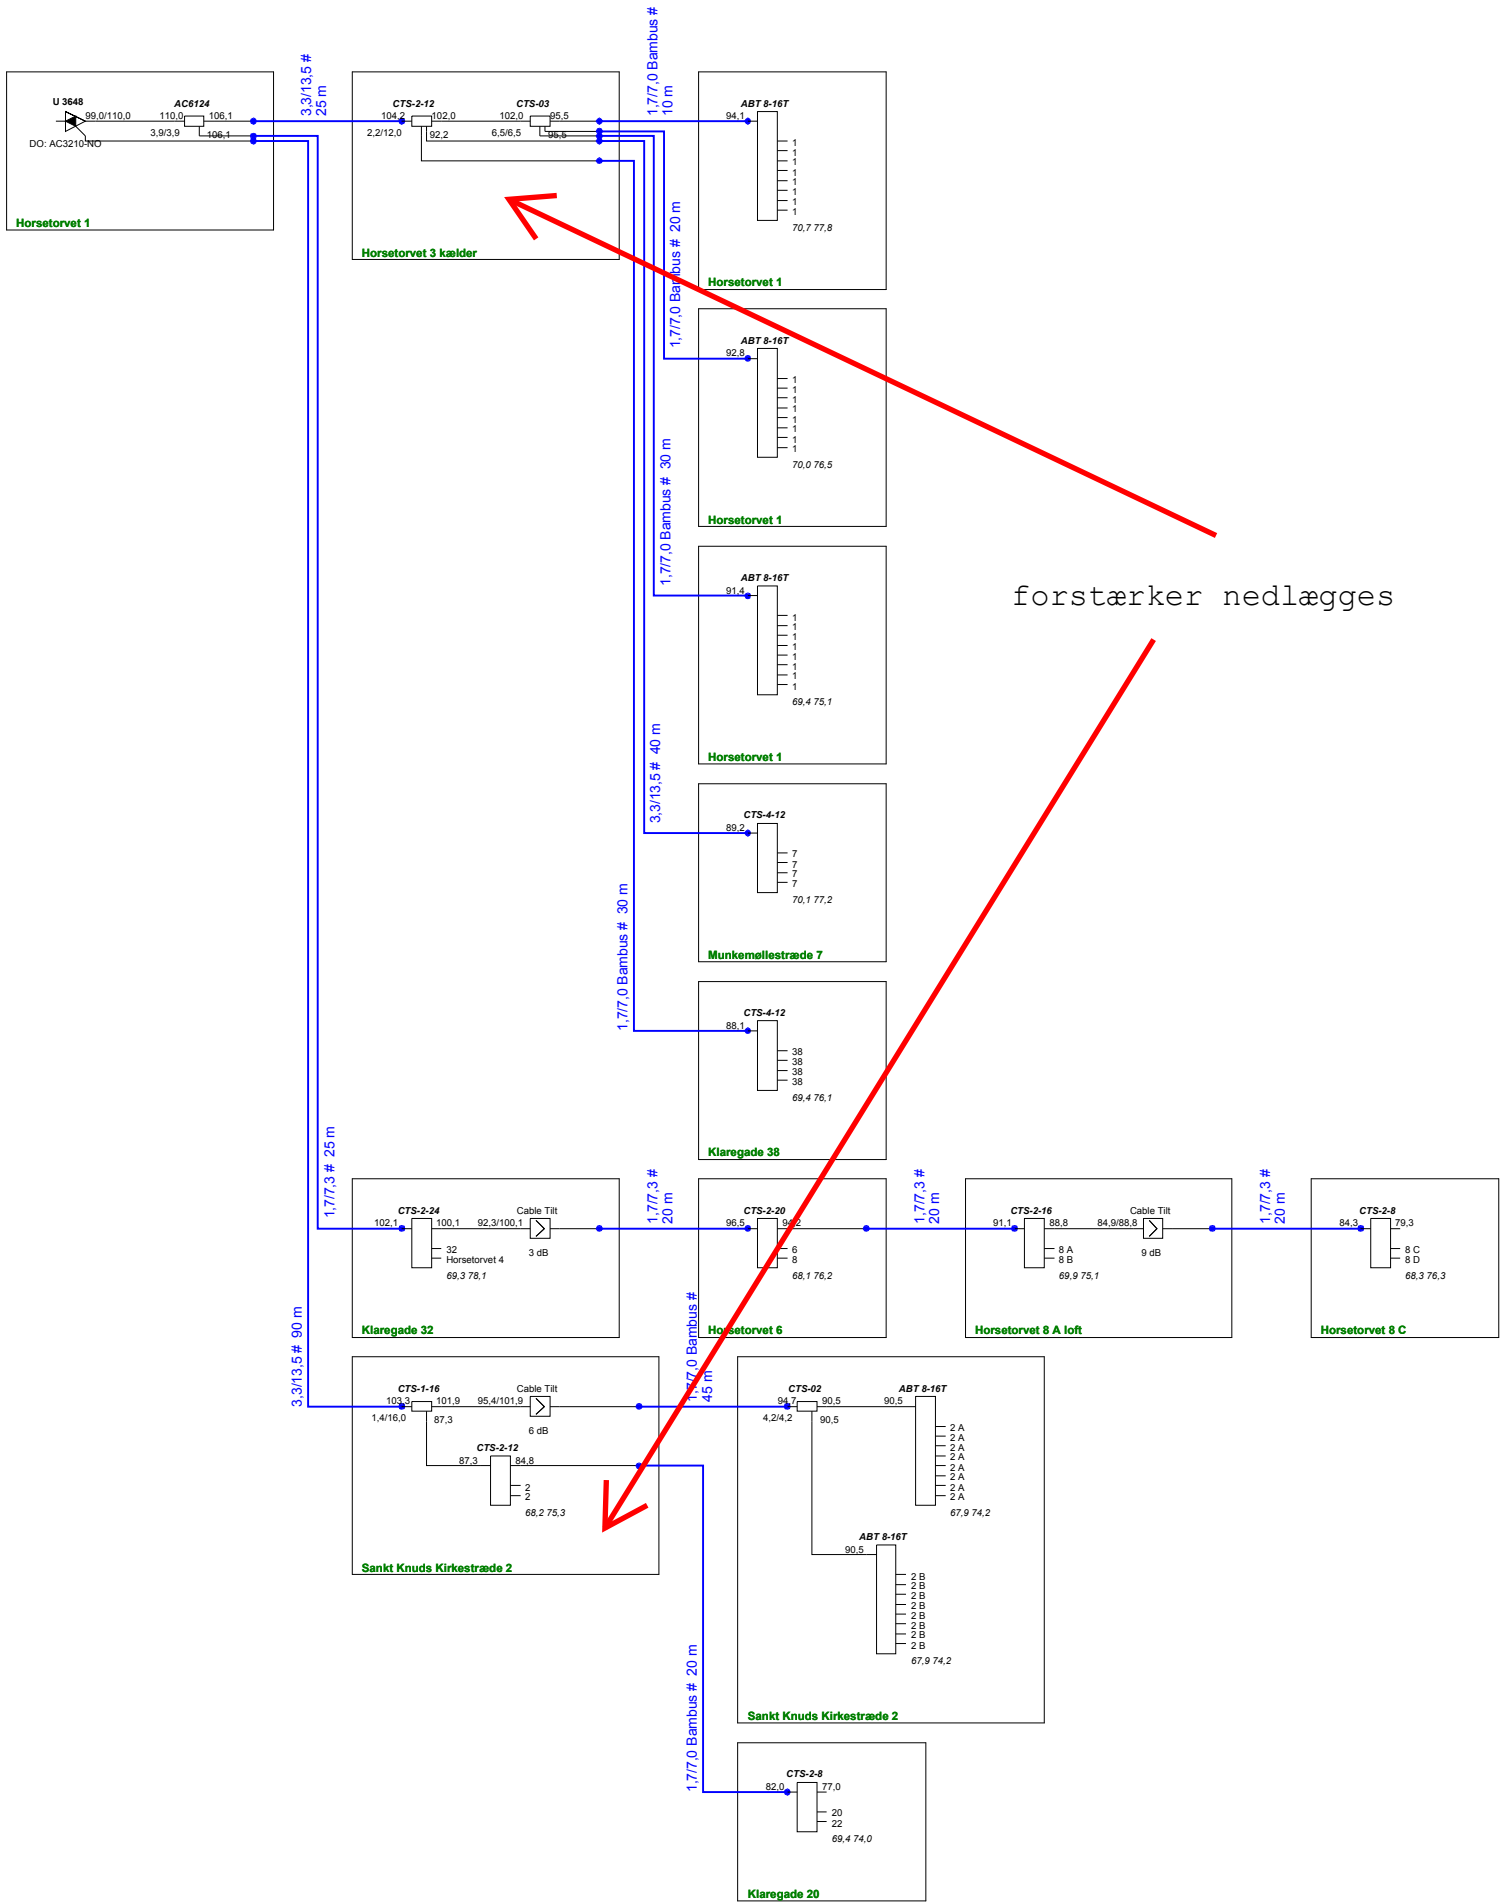 U 3648
99,0/110,0
DO: AC3210-NO
AC6124
110,0
106,1
3,9/3,9
106,1
Horsetorvet 1
3,3/13,5 #
25 m
CTS-2-12
104,2
102,0
2,2/12,0
92,2
CTS-03
102,0
95,5
6,5/6,5
95,5
Horsetorvet 3 kælder
1,7/7,0 Bambus #
10 m
ABT 8-16T
94,1
1
1
1
1
1
1
1
1
70,7 77,8
Horsetorvet 1
1,7/7,0 Bambus # 20 m
ABT 8-16T
92,8
1
1
1
1
1
1
1
1
70,0 76,5
Horsetorvet 1
1,7/7,0 Bambus # 30 m
ABT 8-16T
91,4
1
1
1
1
1
1
1
1
69,4 75,1
Horsetorvet 1
forstærker nedlægges
3,3/13,5 # 40 m
CTS-4-12
89,2
7
7
7
7
70,1 77,2
Munkemøllestræde 7
1,7/7,0 Bambus # 30 m
CTS-4-12
88,1
38
38
38
38
69,4 76,1
Klaregade 38
1,7/7,3 # 25 m
CTS-2-24
102,1
100,1
32
Horsetorvet 4
69,3 78,1
92,3/100,1
Cable Tilt
3 dB
Klaregade 32
1,7/7,3 #
20 m
CTS-2-20
96,5
94,2
6
8
68,1 76,2
Horsetorvet 6
1,7/7,3 #
20 m
CTS-2-16
91,1
88,8
8 A
8 B
69,9 75,1
84,9/88,8
Cable Tilt
9 dB
Horsetorvet 8 A loft
1,7/7,3 #
20 m
CTS-2-8
84,3
79,3
8 C
8 D
68,3 76,3
Horsetorvet 8 C
3,3/13,5 # 90 m
CTS-1-16
103,3
101,9
1,4/16,0
87,3
95,4/101,9
Cable Tilt
6 dB
CTS-2-12
87,3
84,8
2
2
68,2 75,3
Sankt Knuds Kirkestræde 2
1,7/7,0 Bambus #
45 m
CTS-02
94,7
90,5
4,2/4,2
90,5
ABT 8-16T
90,5
2 A
2 A
2 A
2 A
2 A
2 A
2 A
2 A
67,9 74,2
ABT 8-16T
90,5
2 B
2 B
2 B
2 B
2 B
2 B
2 B
2 B
67,9 74,2
Sankt Knuds Kirkestræde 2
1,7/7,0 Bambus # 20 m
CTS-2-8
82,0
77,0
20
22
69,4 74,0
Klaregade 20